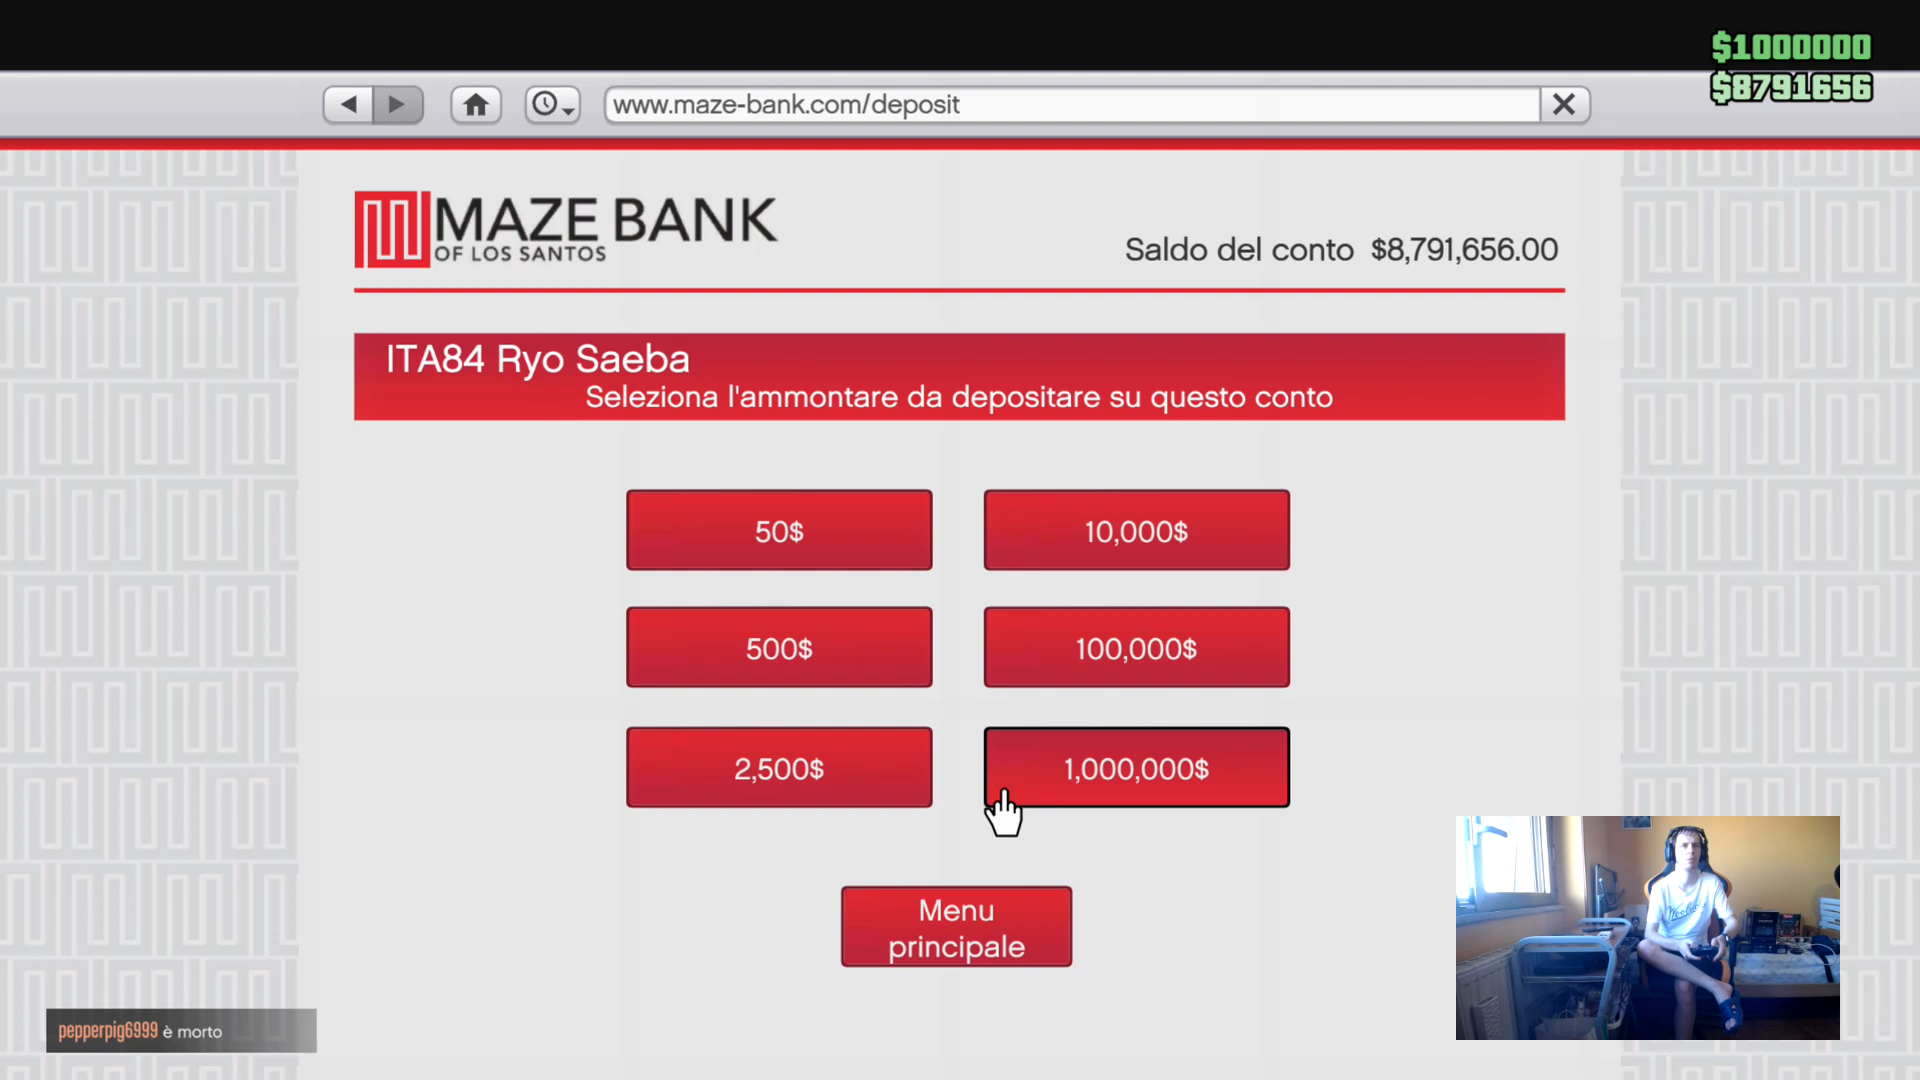 $1000000
$8791656
www.maze-bank.com/deposit
MAZE BANK
OF LOS SANTOS
Saldo del conto $8,791,656.00
ITA84 Ryo Saeba
Seleziona l'ammontare da depositare su questo conto
50$
10,000$
500$
100,000$
2,500$
1,000,000$
Menu
principale
pepperpig6999 è morto